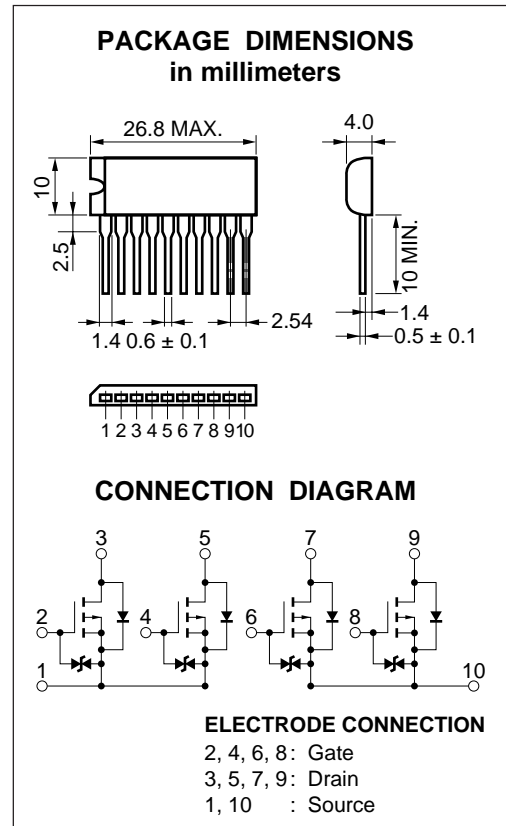 PACKAGE DIMENSIONS
in millimeters
26.8 MAX.
4.0
10
2.5
10 MIN.
2.54
1.4
1.4 0.6 ± 0.1
0.5 ± 0.1
1 2 3 4 5 6 7 8 9 10
CONNECTION DIAGRAM
3 5 7 9
2 4 6 8
1 10
ELECTRODE CONNECTION
2, 4, 6, 8 : Gate
3, 5, 7, 9 : Drain
1, 10 : Source